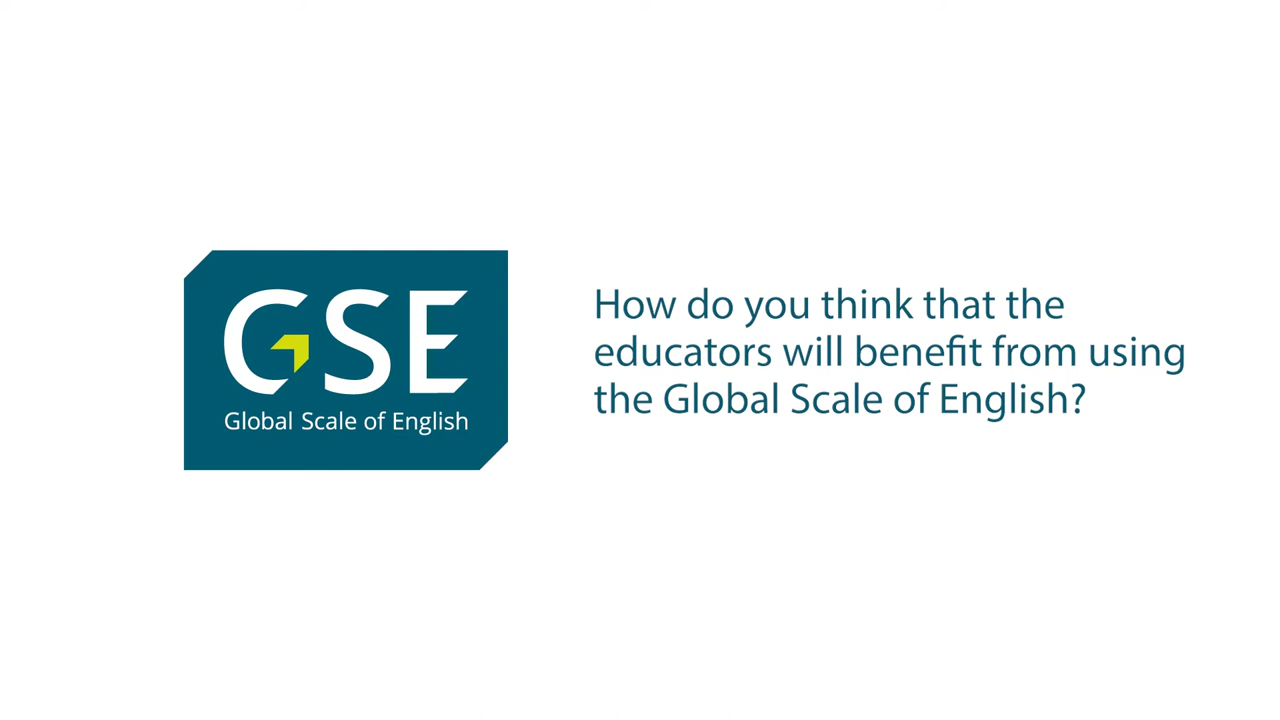 GSE
Global Scale of English
How do you think that the
educators will benefit from using
the Global Scale of English?